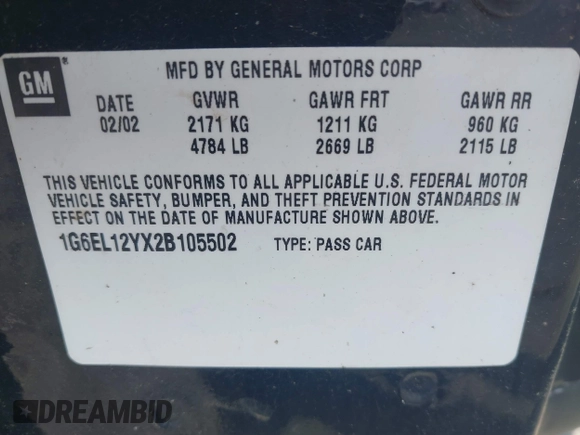 GM
MFD BY GENERAL MOTORS CORP
DATE GVWR GAWR FRT GAWR RR
02/02 2171 KG 1211 KG 960 KG
4784 LB 2669 LB 2115 LB
THIS VEHICLE CONFORMS TO ALL APPLICABLE U.S. FEDERAL MOTOR
VEHICLE SAFETY, BUMPER, AND THEFT PREVENTION STANDARDS IN
EFFECT ON THE DATE OF MANUFACTURE SHOWN ABOVE.
1G6EL12YX2B105502 TYPE: PASS CAR
DREAMBID